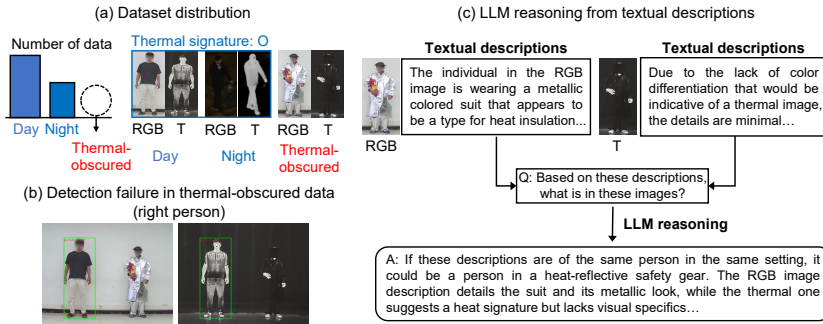 (a) Dataset distribution
Number of data
Day
Night
Thermal-
obscured
Thermal signature: O
RGB
T
RGB
T
RGB
T
Day
Night
Thermal-
obscured
(b) Detection failure in thermal-obscured data
(right person)
(c) LLM reasoning from textual descriptions
Textual descriptions
The individual in the RGB
image is wearing a metallic
colored suit that appears to
be a type for heat insulation...
RGB
Textual descriptions
Due to the lack of color
differentiation that would be
indicative of a thermal image,
the details are minimal…
T
Q: Based on these descriptions,
what is in these images?
LLM reasoning
A: If these descriptions are of the same person in the same setting, it
could be a person in a heat-reflective safety gear. The RGB image
description details the suit and its metallic look, while the thermal one
suggests a heat signature but lacks visual specifics…